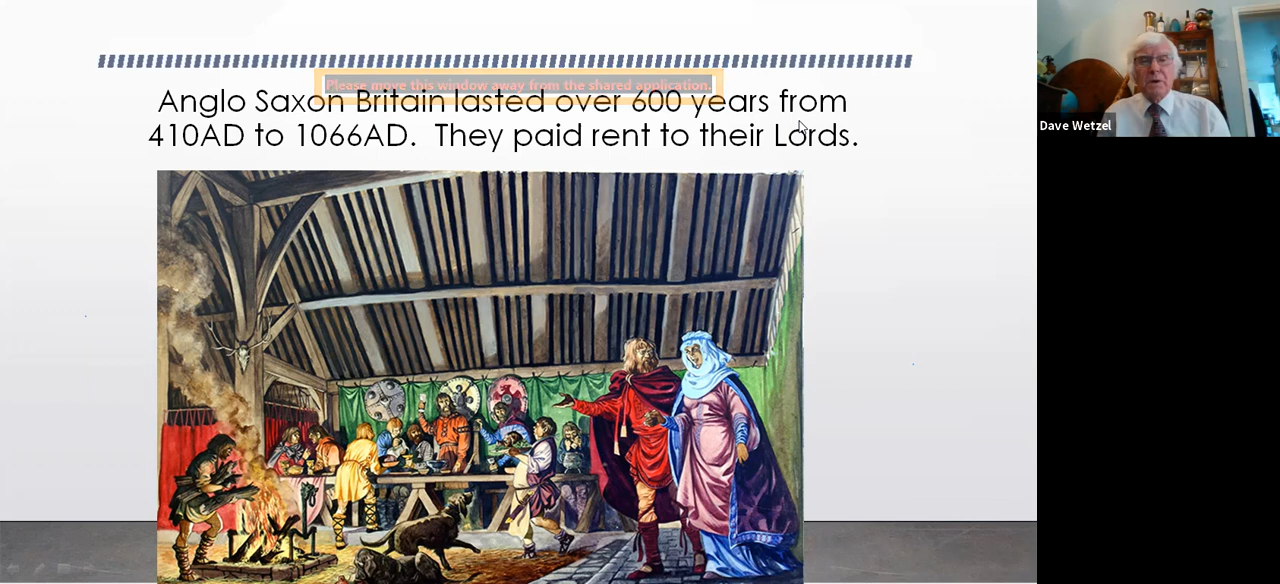 Please move this window away from the shared application.
Anglo Saxon Britain lasted over 600 years from
410AD to 1066AD.  They paid rent to their Lords.
Dave Wetzel